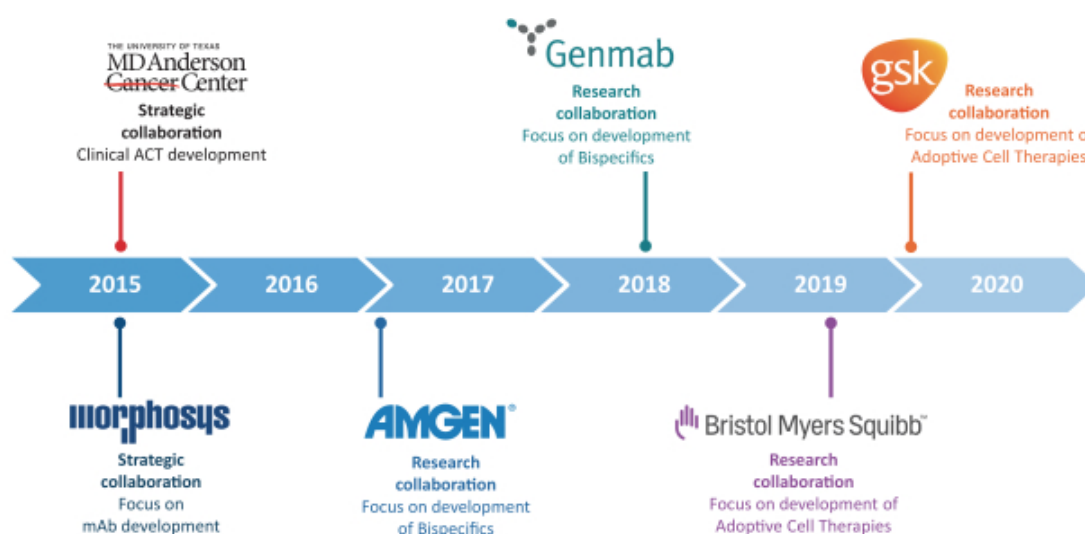 THE UNIVERSITY OF TEXAS
MD Anderson
Cancer Center
Strategic
collaboration
Clinical ACT development
Genmab
Research
collaboration
Focus on development
of Bispecifics
gsk
Research
collaboration
Focus on development o
Adoptive Cell Therapies
2015
2016
2017
2018
2019
2020
morphosys
Strategic
collaboration
Focus on
mAb development
AMGEN®
Research
collaboration
Focus on development
of Bispecifics
Bristol Myers Squibb™
Research
collaboration
Focus on development of
Adoptive Cell Therapies